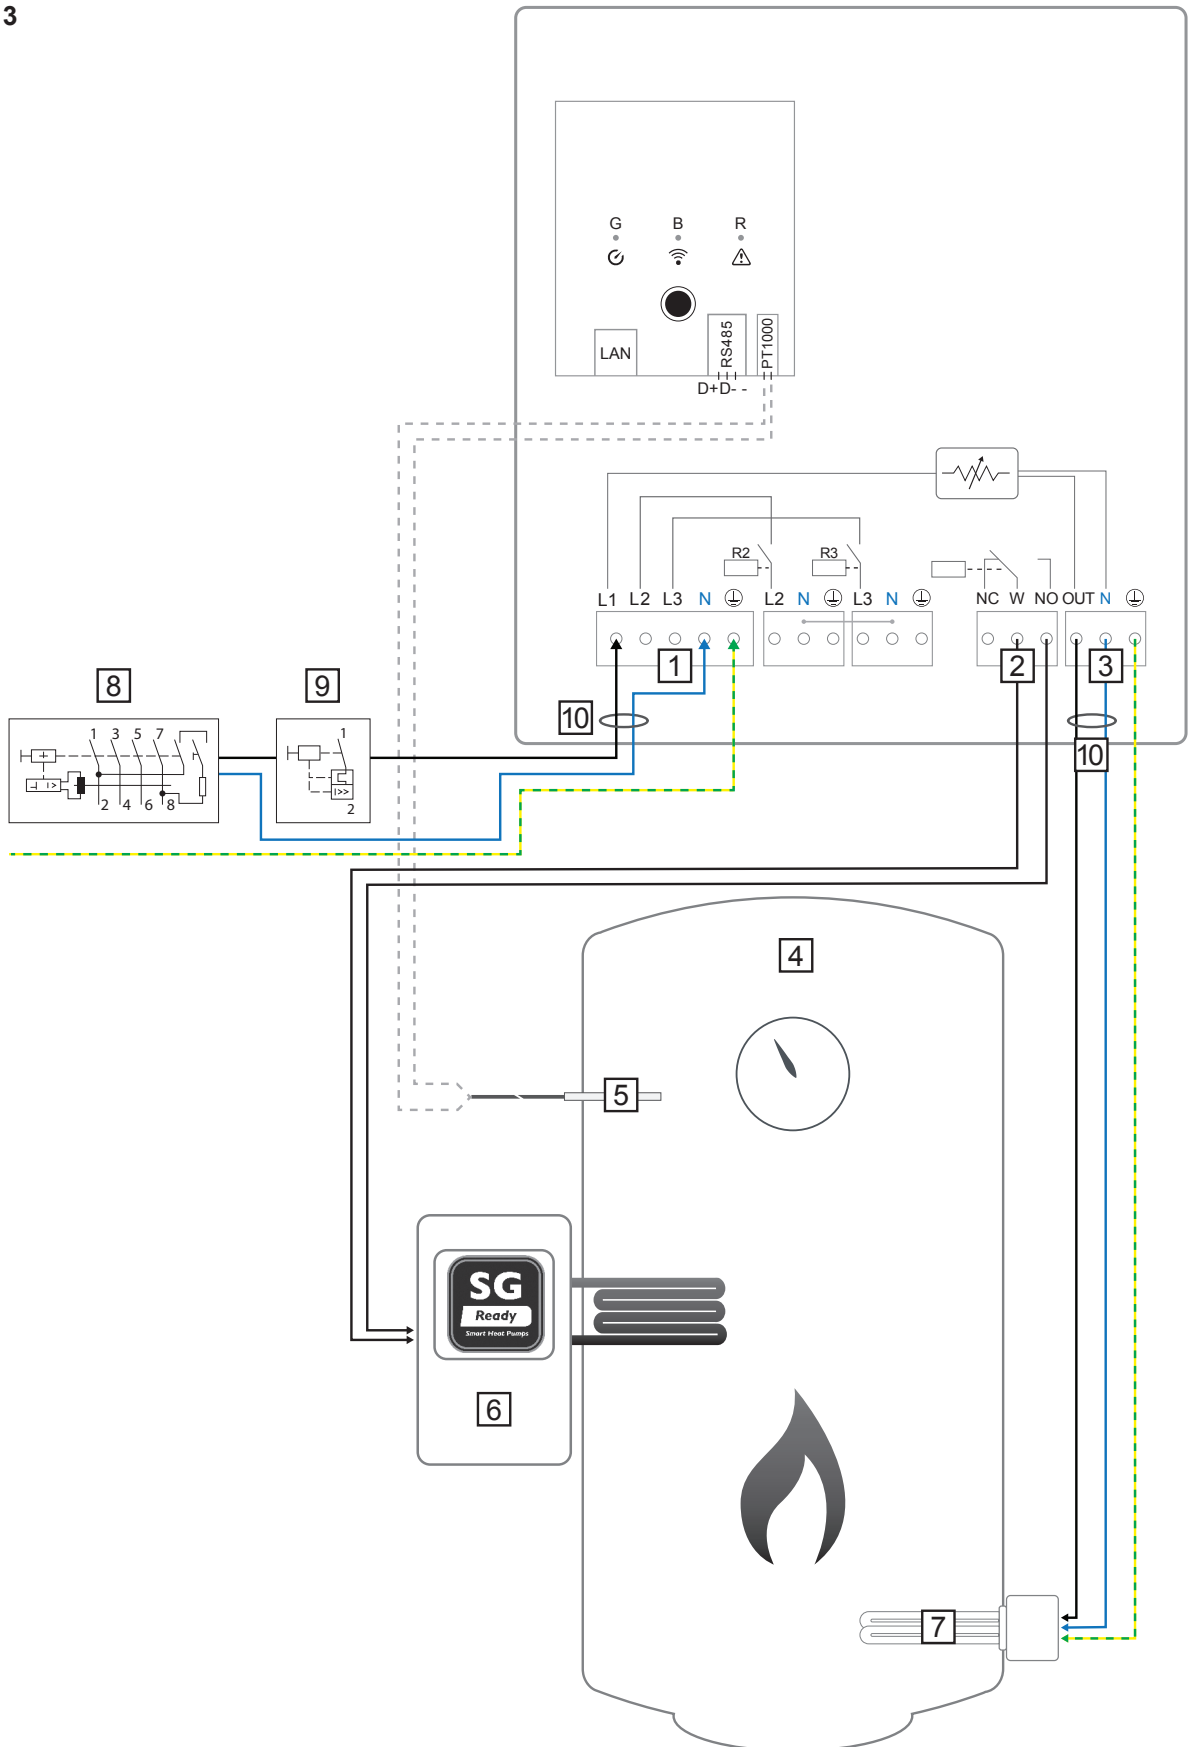 3
G B R
LAN
RS485
PT1000
D+D- -
R2 R3
L1 L2 L3 N L2 N L3 N NC W NO OUT N
1 2 3
8 9 10
10
1 3 5 7
2 4 6 8
1
I>
I>>
2
4
5
SG
Ready
Smart Heat Pumps
6
7